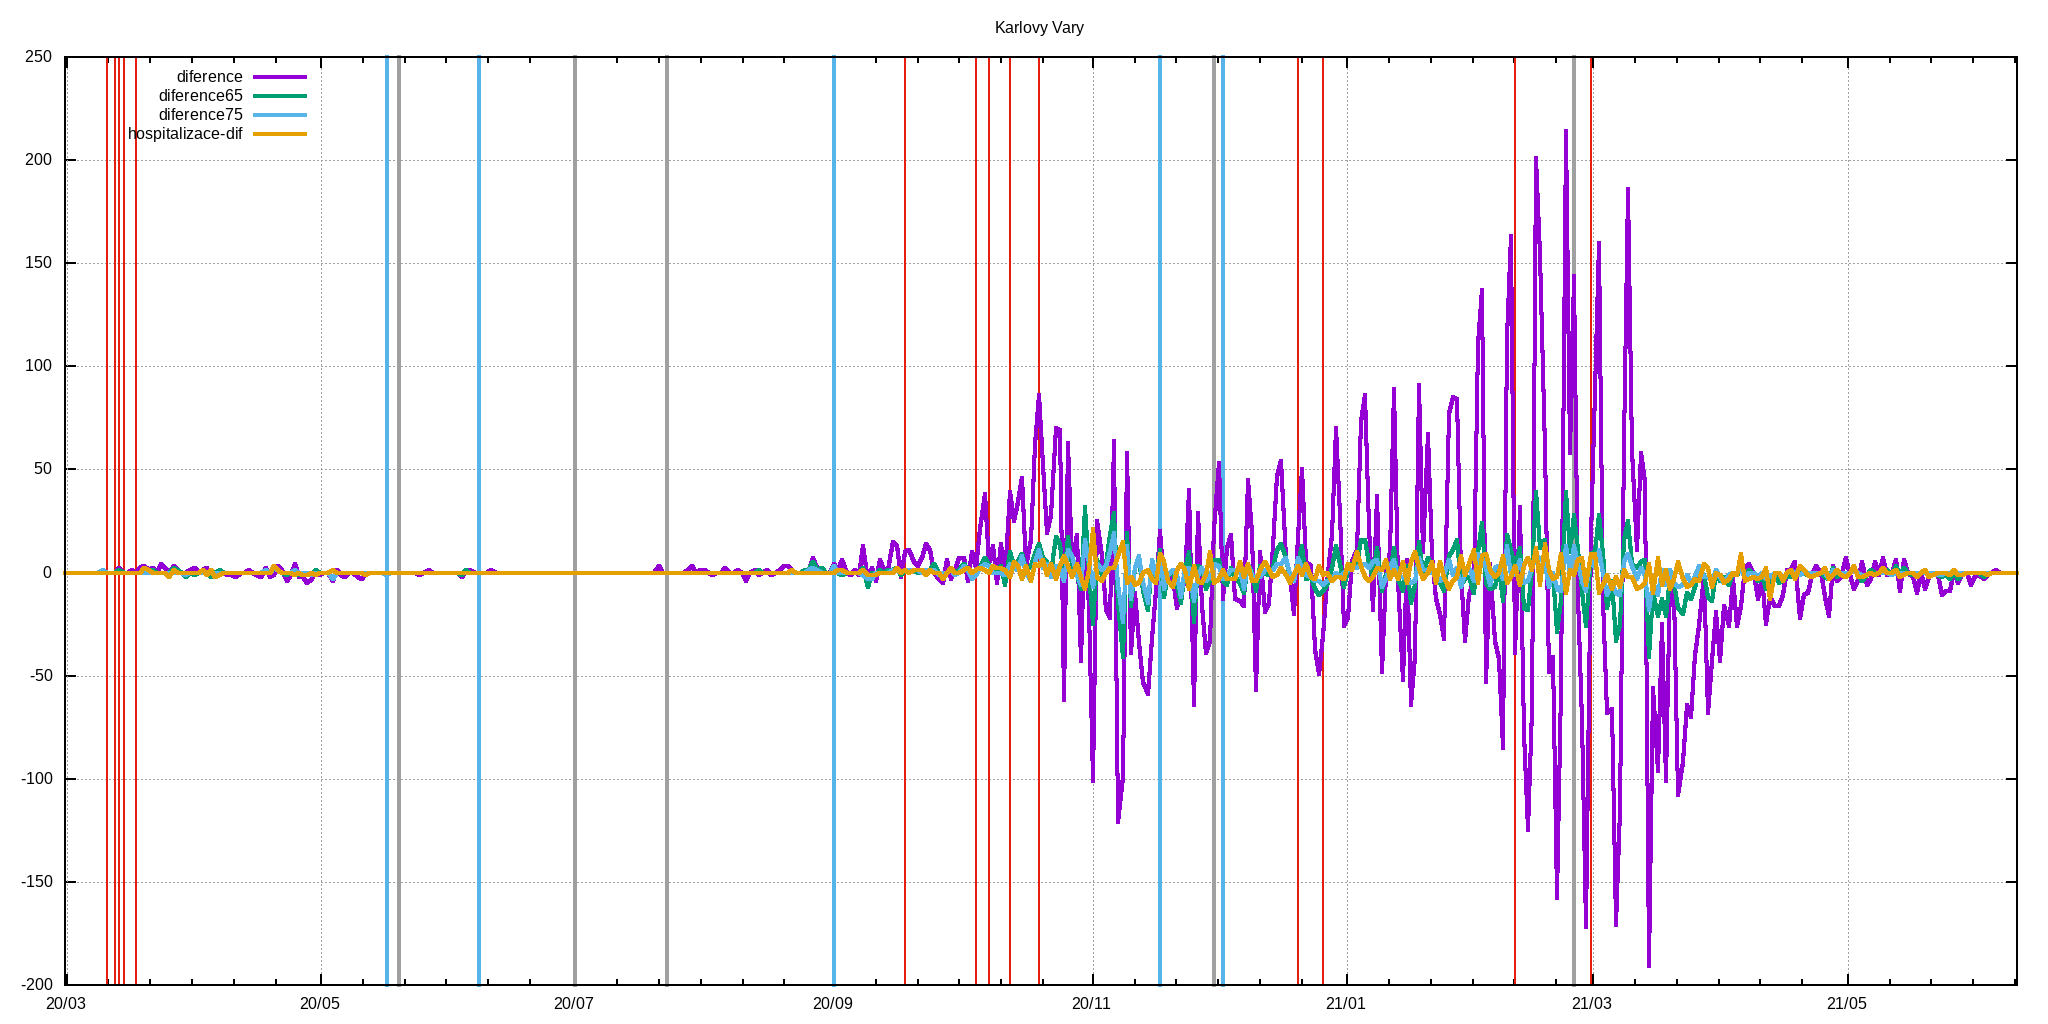 Karlovy Vary
250
200
150
100
50
0
-50
-100
-150
-200
diference
diference65
diference75
hospitalizace-dif
20/03 20/05 20/07 20/09 20/11 21/01 21/03 21/05